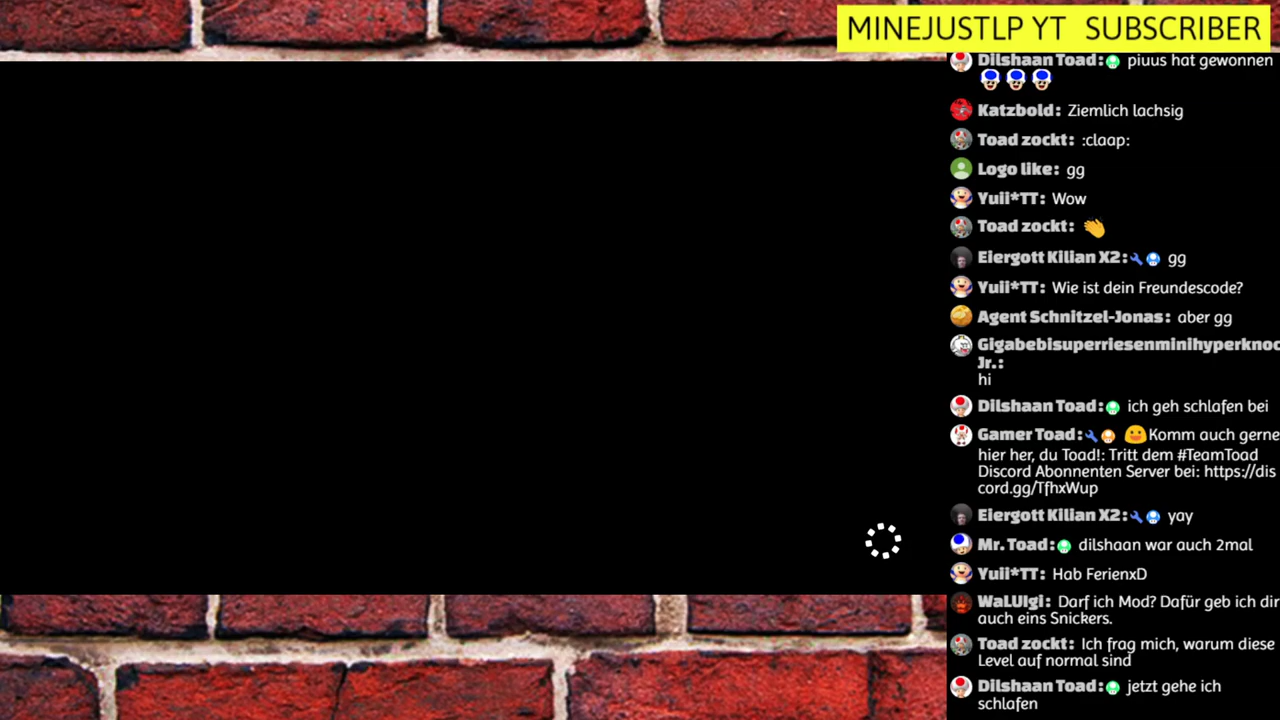 MINEJUSTLP YT SUBSCRIBER
Dilshaan Toad: piuus hat gewonnen
Katzbold: Ziemlich lachsig
Toad zockt: :claap:
Logo like: gg
Yuii*TT: Wow
Toad zockt: 👏
Eiergott Kilian X2: gg
Yuii*TT: Wie ist dein Freundescode?
Agent Schnitzel-Jonas: aber gg
Gigabebisuperriesenminihyperknoc
Jr.:
hi
Dilshaan Toad: ich geh schlafen bei
Gamer Toad: Komm auch gerne
hier her, du Toad!: Tritt dem #TeamToad
Discord Abonnenten Server bei: https://dis
cord.gg/TfhxWup
Eiergott Kilian X2: yay
Mr. Toad: dilshaan war auch 2mal
Yuii*TT: Hab FerienxD
WaLUIgi: Darf ich Mod? Dafür geb ich dir
auch eins Snickers.
Toad zockt: Ich frag mich, warum diese
Level auf normal sind
Dilshaan Toad: jetzt gehe ich
schlafen